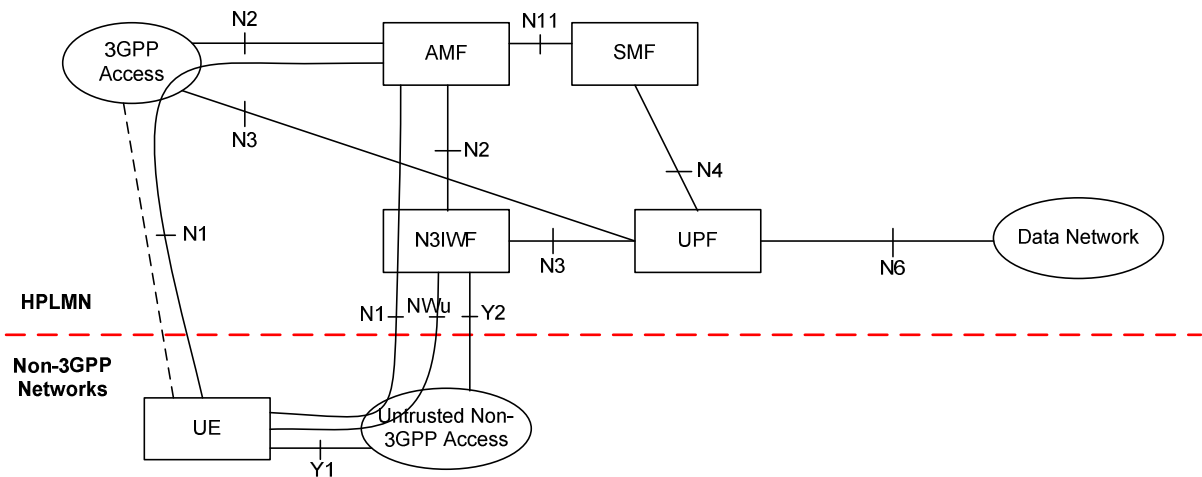 N2
N11
3GPP
Access
AMF
SMF
N3
N2
N4
N1
N3IWF
UPF
Data Network
N3
N6
HPLMN
N1
NWu
Y2
Non-3GPP
Networks
UE
Untrusted Non-
3GPP Access
Y1